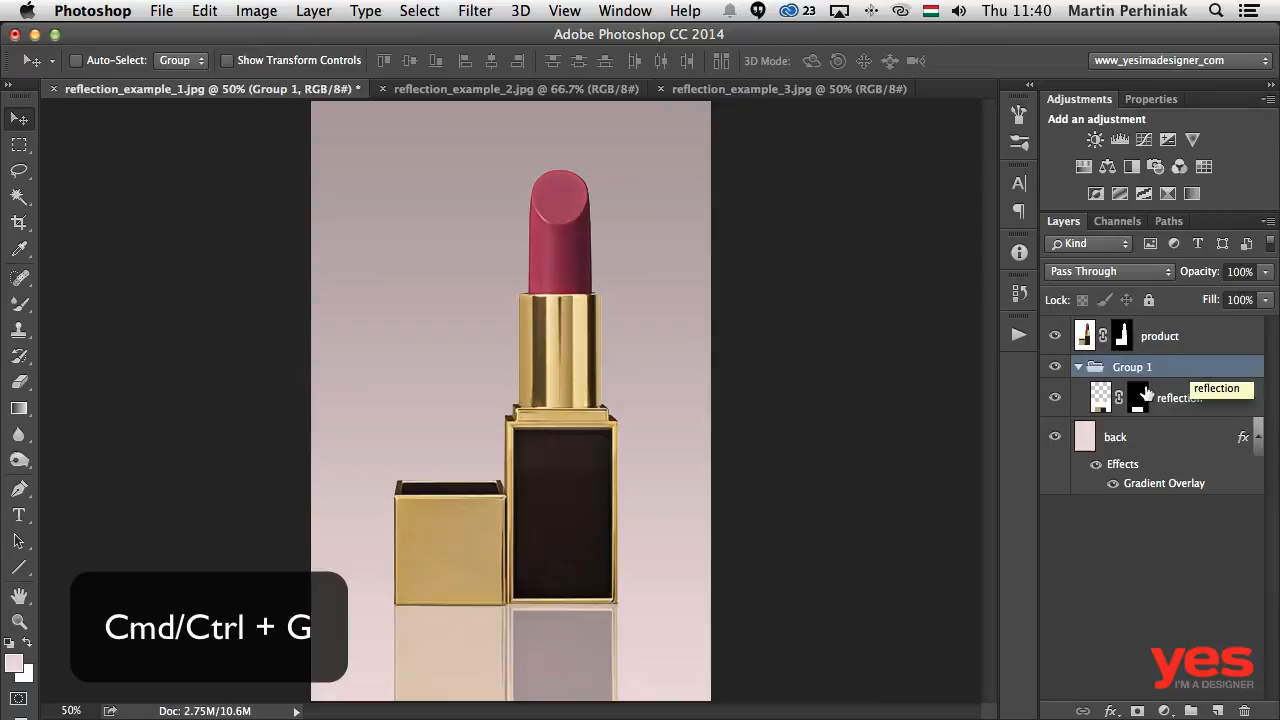 Photoshop File Edit Image Layer Type Select Filter 3D View Window Help 23 Thu 11:40 Martin Perhiniak
Adobe Photoshop CC 2014
Auto-Select: Group Show Transform Controls 3D Mode: www.yesimadesigner.com
reflection_example_1.jpg @ 50% (Group 1, RGB/8#) * reflection_example_2.jpg @ 66.7% (RGB/8#) reflection_example_3.jpg @ 50% (RGB/8#)
Adjustments Properties
Add an adjustment
Layers Channels Paths
Kind
Pass Through Opacity: 100%
Lock: Fill: 100%
product
Group 1
reflection
reflection
back fx
Effects
Gradient Overlay
Cmd/Ctrl + G
yes
I'M A DESIGNER
50% Doc: 2.75M/10.6M